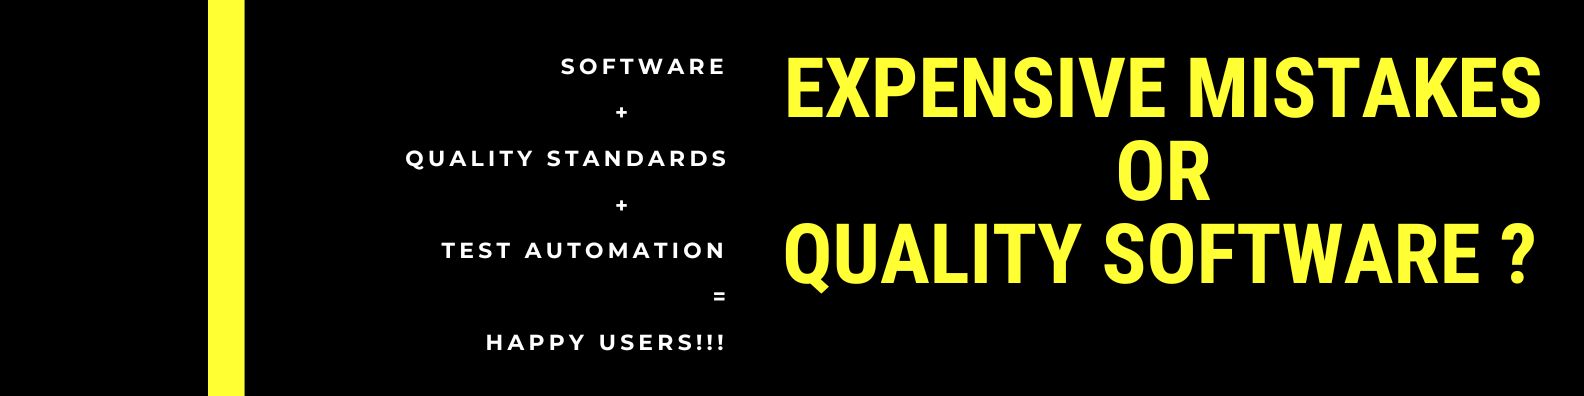 SOFTWARE
+
QUALITY STANDARDS
+
TEST AUTOMATION
=
HAPPY USERS!!!
EXPENSIVE MISTAKES
OR
QUALITY SOFTWARE ?